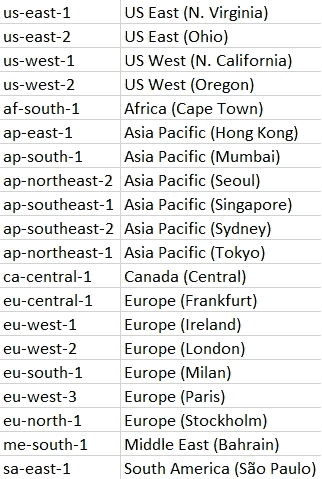 us-east-1 US East (N. Virginia)
us-east-2 US East (Ohio)
us-west-1 US West (N. California)
us-west-2 US West (Oregon)
af-south-1 Africa (Cape Town)
ap-east-1 Asia Pacific (Hong Kong)
ap-south-1 Asia Pacific (Mumbai)
ap-northeast-2 Asia Pacific (Seoul)
ap-southeast-1 Asia Pacific (Singapore)
ap-southeast-2 Asia Pacific (Sydney)
ap-northeast-1 Asia Pacific (Tokyo)
ca-central-1 Canada (Central)
eu-central-1 Europe (Frankfurt)
eu-west-1 Europe (Ireland)
eu-west-2 Europe (London)
eu-south-1 Europe (Milan)
eu-west-3 Europe (Paris)
eu-north-1 Europe (Stockholm)
me-south-1 Middle East (Bahrain)
sa-east-1 South America (São Paulo)